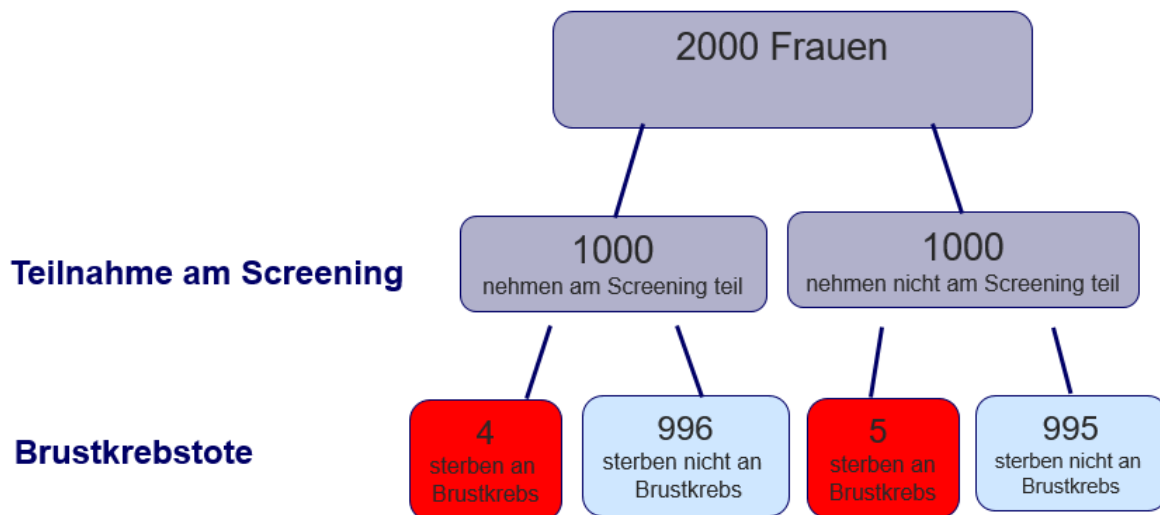 2000 Frauen
Teilnahme am Screening
1000
nehmen am Screening teil
1000
nehmen nicht am Screening teil
Brustkrebstote
4
sterben an
Brustkrebs
996
sterben nicht an
Brustkrebs
5
sterben an
Brustkrebs
995
sterben nicht an
Brustkrebs